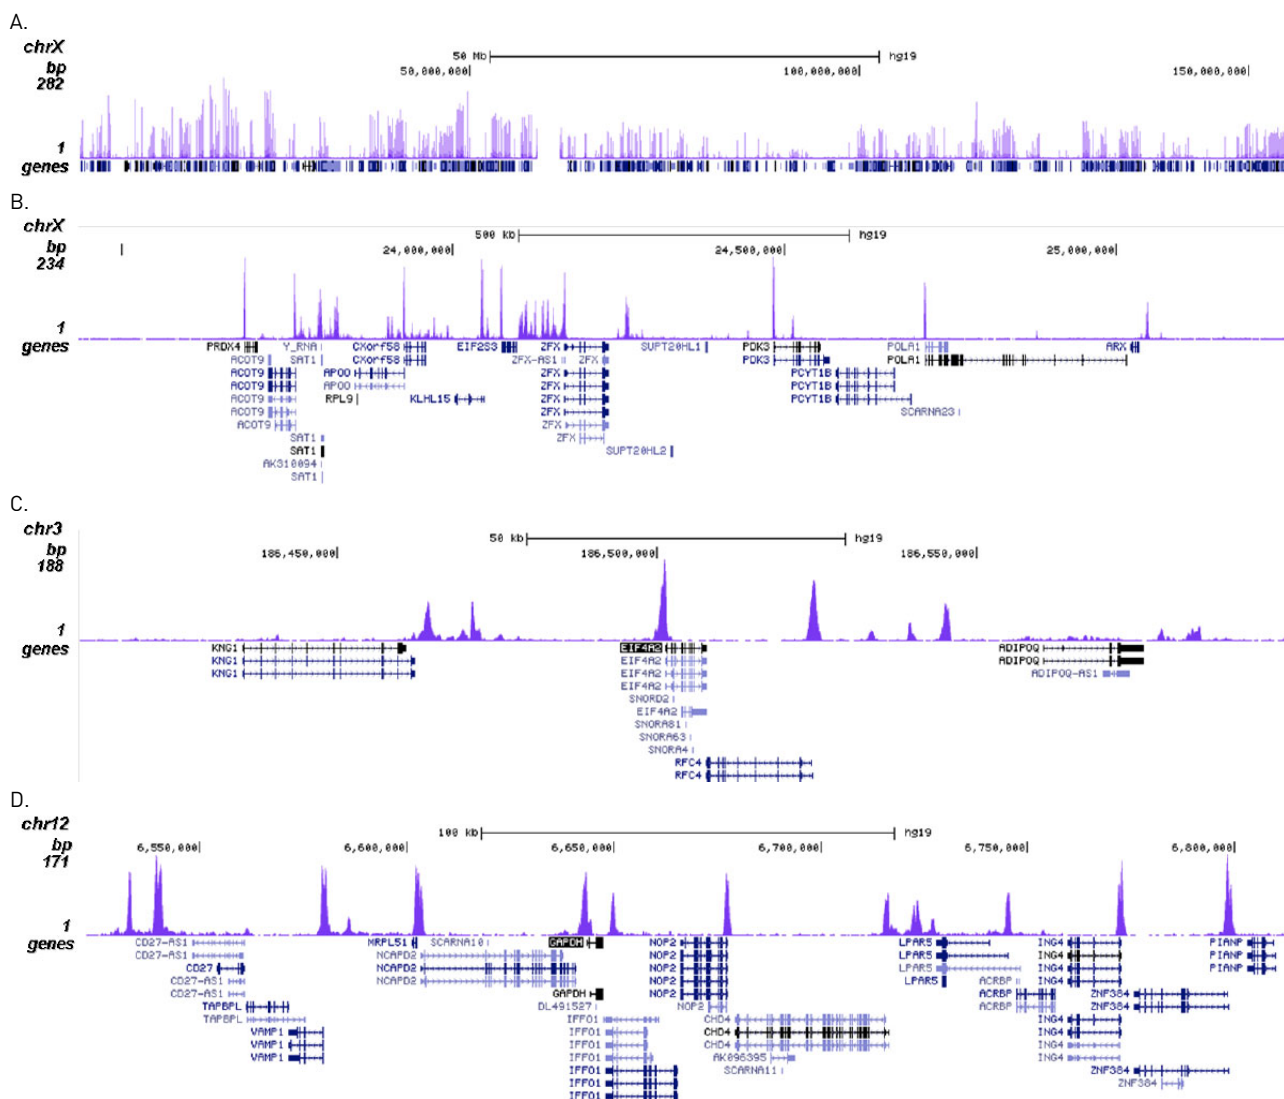 A.
chrX
50 Mb hg19
bp
50,000,000 100,000,000 150,000,000
282
1
genes
B.
chrX
500 kb hg19
bp
24,000,000 24,500,000 25,000,000
234
1
genes
PRDX4 Y_RNA CXorf58 EIF2S3 ZFX SUPT20HL1 PDK3 POLA1 ARX
ACOT9 SAT1 CXorf58 ZFX-AS1 ZFX PDK3 POLA1
ACOT9 APOO ZFX PCYT1B
ACOT9 APOO ZFX PCYT1B
ACOT9 RPL9 KLHL15 ZFX PCYT1B
ACOT9 ZFX SCARNA23
ACOT9 ZFX
SAT1 ZFX
SAT1 SUPT20HL2
AK310094
SAT1
C.
chr3
50 kb hg19
bp
186,450,000 186,500,000 186,550,000
188
1
genes
KNG1 EIF4A2 ADIPOQ
KNG1 EIF4A2 ADIPOQ
KNG1 EIF4A2 ADIPOQ-AS1
EIF4A2
SNORD2
EIF4A2
SNORA81
SNORA63
SNORA4
RFC4
RFC4
D.
chr12
100 kb hg19
bp
6,550,000 6,600,000 6,650,000 6,700,000 6,750,000 6,800,000
171
1
genes
CD27-AS1 MRPL51 SCARNA10 GAPDH NOP2 LPAR5 ING4 PIANP
CD27-AS1 NCAPD2 NOP2 LPAR5 ING4 PIANP
CD27 NCAPD2 NOP2 LPAR5 ING4 PIANP
CD27-AS1 NCAPD2 NOP2 LPAR5 ACRBP ING4
CD27-AS1 GAPDH NOP2 ACRBP ZNF384
TAPBPL DL491527 NOP2 ACRBP ZNF384
TAPBPL IFFO1 CHD4 ING4
VAMP1 IFFO1 CHD4 ING4
VAMP1 IFFO1 CHD4 ING4
VAMP1 IFFO1 AK096395 ING4
IFFO1 SCARNA11 ZNF384
IFFO1 ZNF384
IFFO1